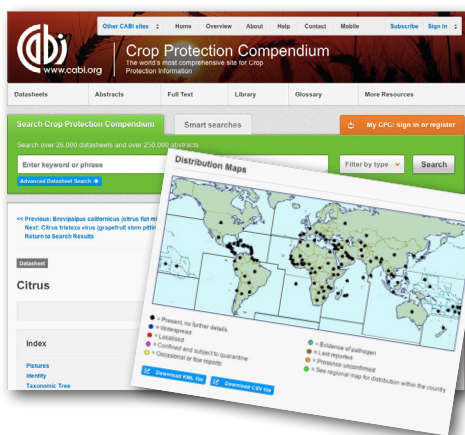 Other CABI sites Home Overview About Help Contact Mobile Subscribe Sign in
cabi
www.cabi.org
Crop Protection Compendium
The world's most comprehensive site for Crop
Protection Information
Datasheets Abstracts Full Text Library Glossary More Resources
Search Crop Protection Compendium Smart searches My CPC: sign in or register
Search over 26,000 datasheets and over 250,000 abstracts
Enter keyword or phrase Filter by type Search
Advanced Datasheet Search
<< Previous: Brevipalpus californicus (citrus flat mi
Next: Citrus tristeza virus (grapefruit stem pittin
Return to Search Results
Datasheet
Citrus
Index
Pictures
Identity
Taxonomic Tree
Distribution Maps
= Present, no further details
= Widespread
= Localised
= Confined and subject to quarantine
= Occasional or few reports
= Evidence of pathogen
= Last reported
= Presence unconfirmed
= See regional map for distribution within the country
Download KML file Download CSV file